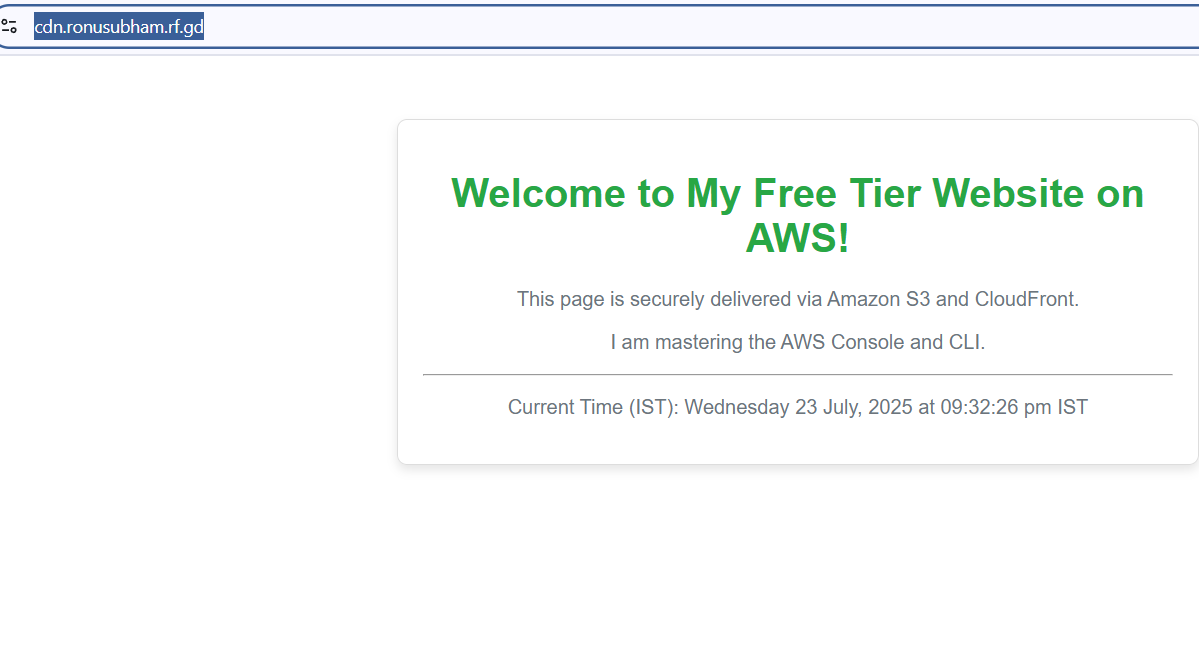 cdn.ronusubham.rf.gd
Welcome to My Free Tier Website on
AWS!
This page is securely delivered via Amazon S3 and CloudFront.
I am mastering the AWS Console and CLI.
Current Time (IST): Wednesday 23 July, 2025 at 09:32:26 pm IST